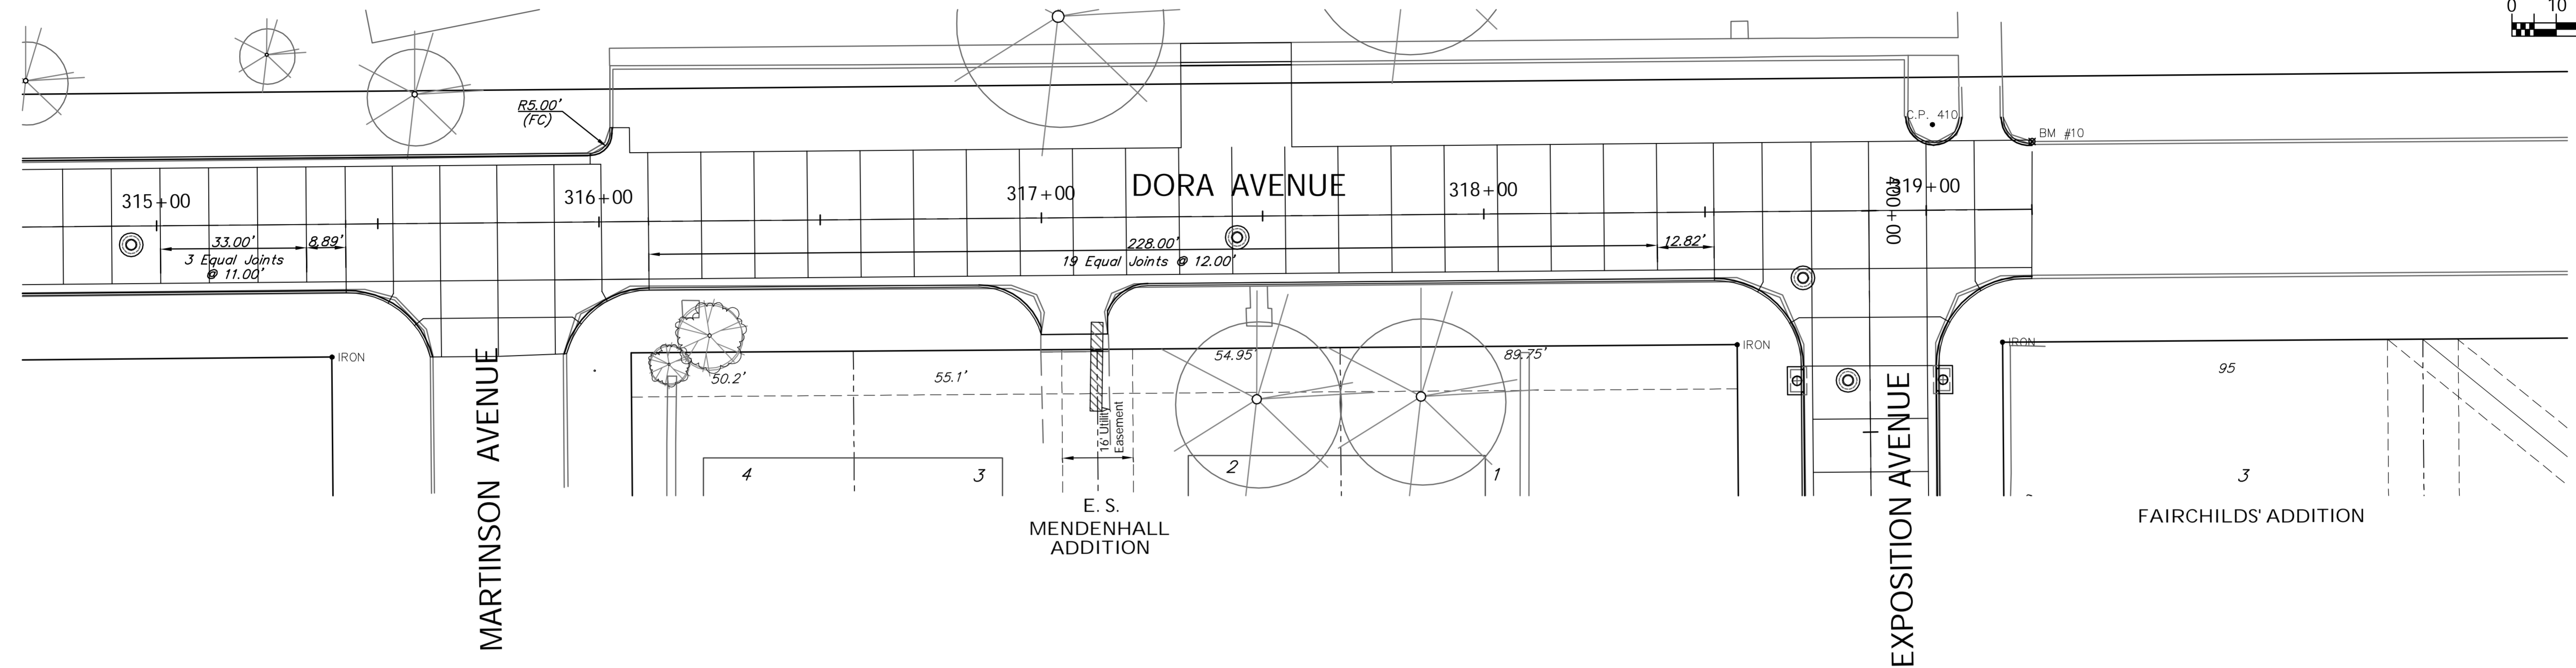 0 10
R5.00'
(FC)
C.P. 410
BM #10
315+00
316+00
317+00
DORA AVENUE
318+00
319+00
400+00
33.00'
8.89'
3 Equal Joints
@ 11.00'
228.00'
19 Equal Joints @ 12.00'
12.82'
IRON
IRON
IRON
50.2'
55.1'
54.95'
89.75'
95
16' Utility
Easement
4
3
2
1
3
MARTINSON AVENUE
EXPOSITION AVENUE
E. S.
MENDENHALL
ADDITION
FAIRCHILDS' ADDITION